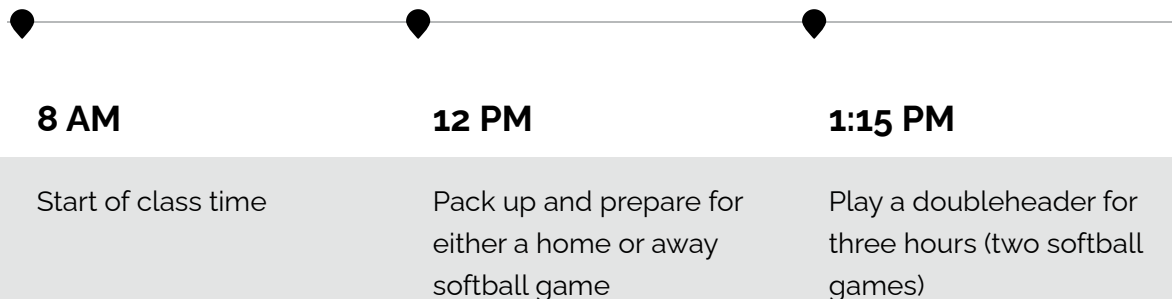 8 AM
Start of class time
12 PM
Pack up and prepare for
either a home or away
softball game
1:15 PM
Play a doubleheader for
three hours (two softball
games)